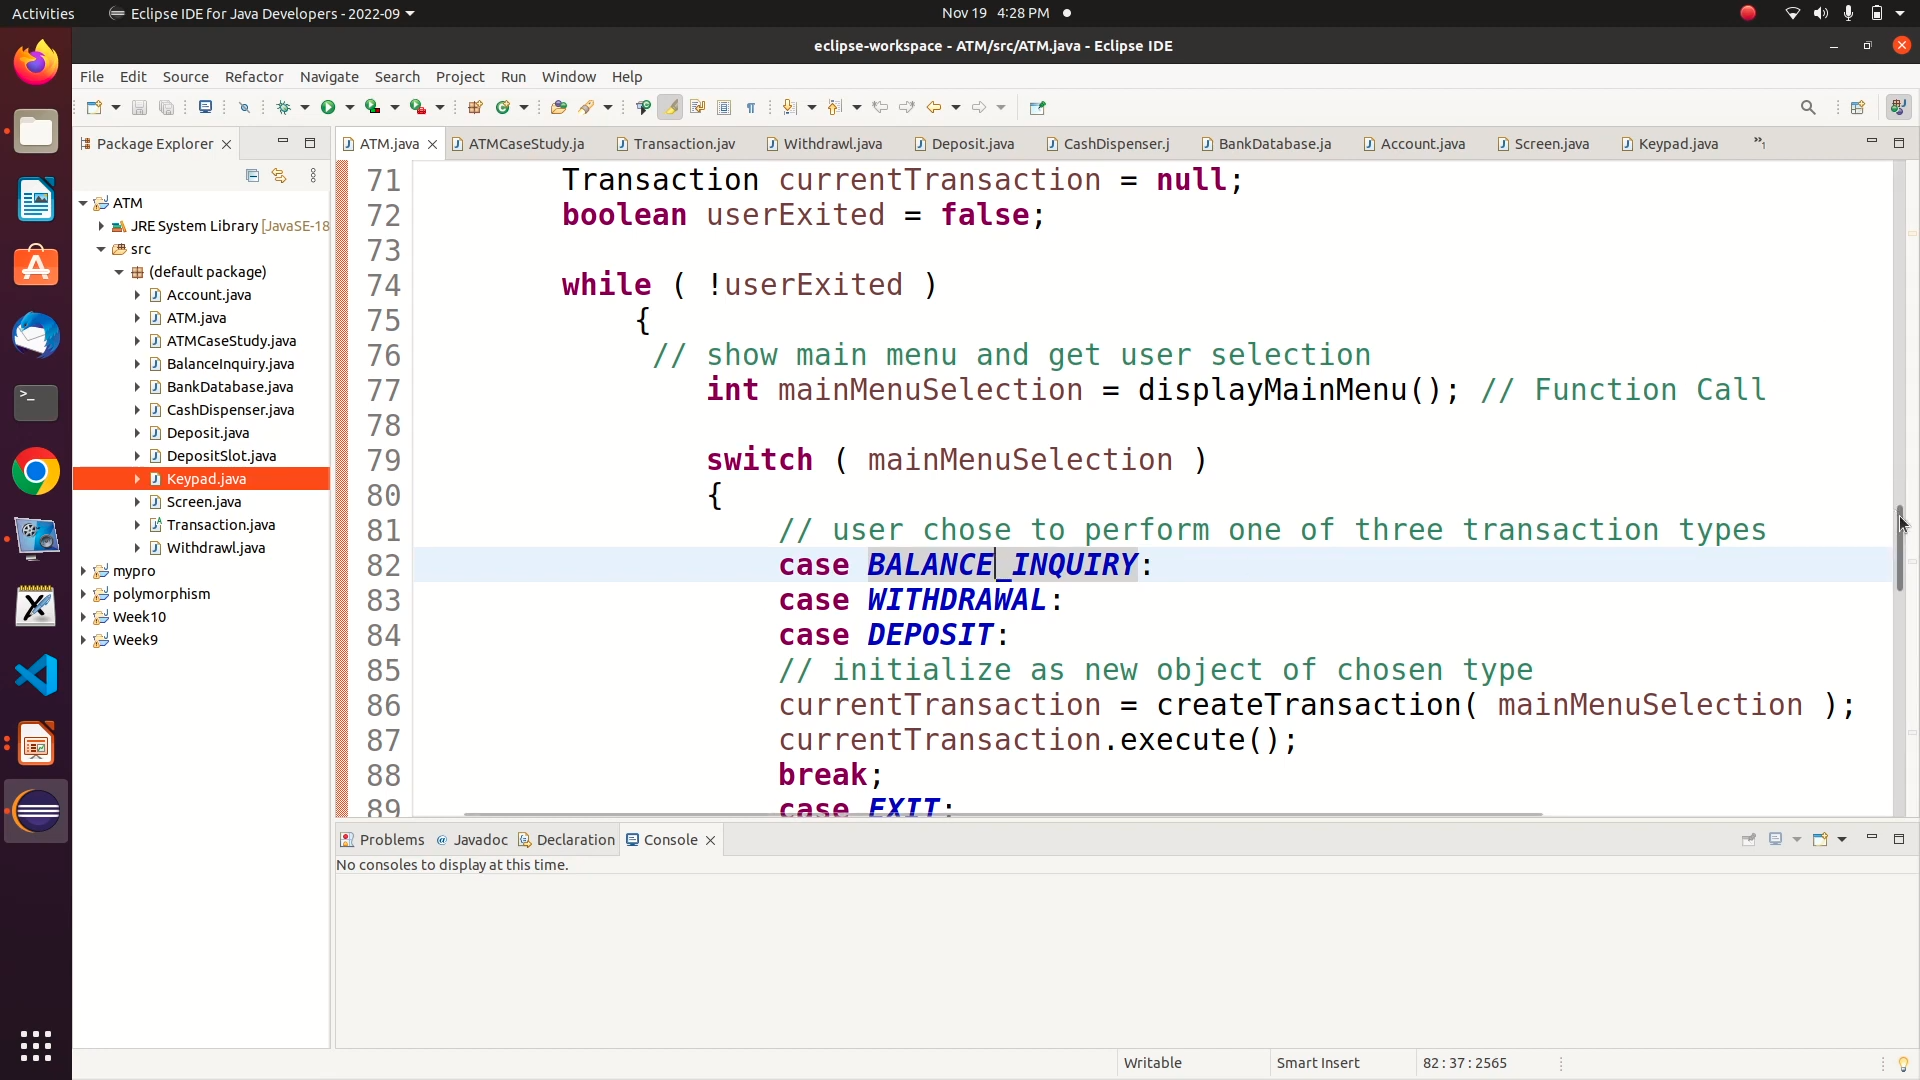 Activities Eclipse IDE for Java Developers - 2022-09 Nov 19 4:28 PM
eclipse-workspace - ATM/src/ATM.java - Eclipse IDE
File Edit Source Refactor Navigate Search Project Run Window Help
Package Explorer ATM.java ATMCaseStudy.ja Transaction.jav Withdrawl.java Deposit.java CashDispenser.j BankDatabase.ja Account.java Screen.java Keypad.java »1
ATM
JRE System Library [JavaSE-18
src
(default package)
Account.java
ATM.java
ATMCaseStudy.java
BalanceInquiry.java
BankDatabase.java
CashDispenser.java
Deposit.java
DepositSlot.java
Keypad.java
Screen.java
Transaction.java
Withdrawl.java
mypro
polymorphism
Week10
Week9
71 Transaction currentTransaction = null;
72 boolean userExited = false;
73
74 while ( !userExited )
75 {
76 // show main menu and get user selection
77 int mainMenuSelection = displayMainMenu(); // Function Call
78
79 switch ( mainMenuSelection )
80 {
81 // user chose to perform one of three transaction types
82 case BALANCE_INQUIRY:
83 case WITHDRAWAL:
84 case DEPOSIT:
85 // initialize as new object of chosen type
86 currentTransaction = createTransaction( mainMenuSelection );
87 currentTransaction.execute();
88 break;
89 case EXIT:
Problems Javadoc Declaration Console
No consoles to display at this time.
Writable Smart Insert 82 : 37 : 2565